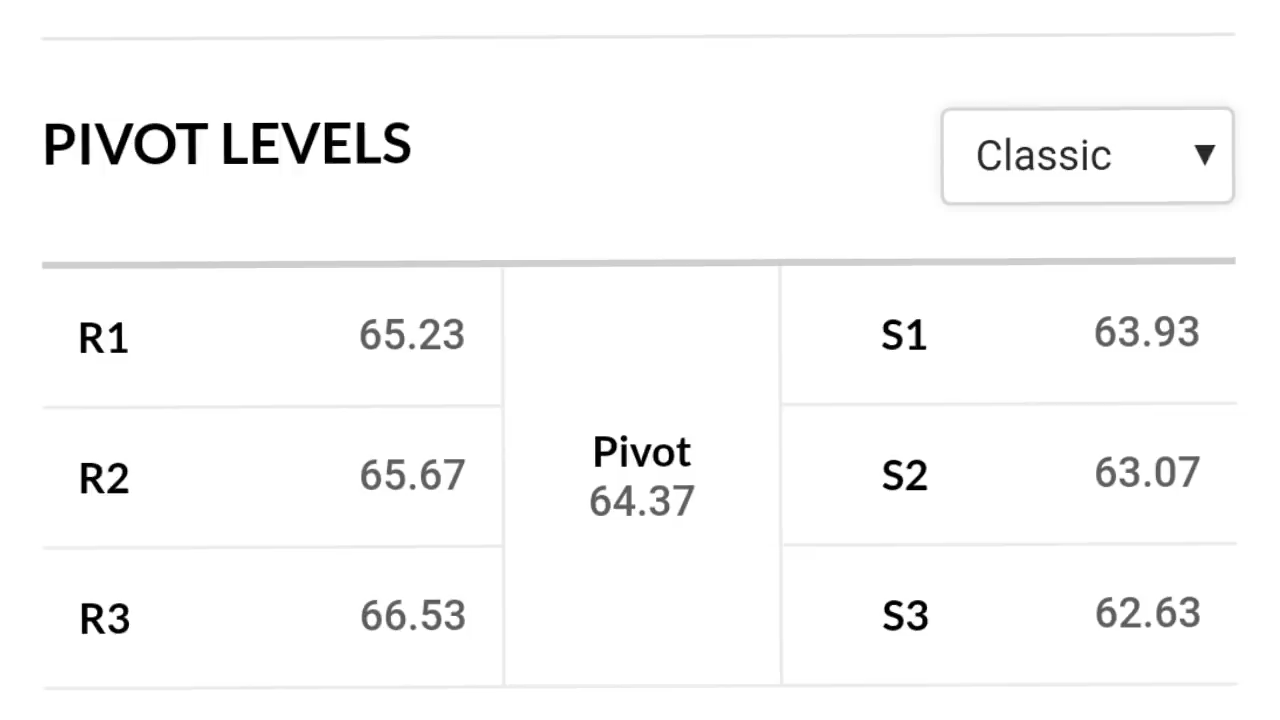 PIVOT LEVELS
Classic ▼
R1 65.23
R2 65.67
R3 66.53
Pivot
64.37
S1 63.93
S2 63.07
S3 62.63